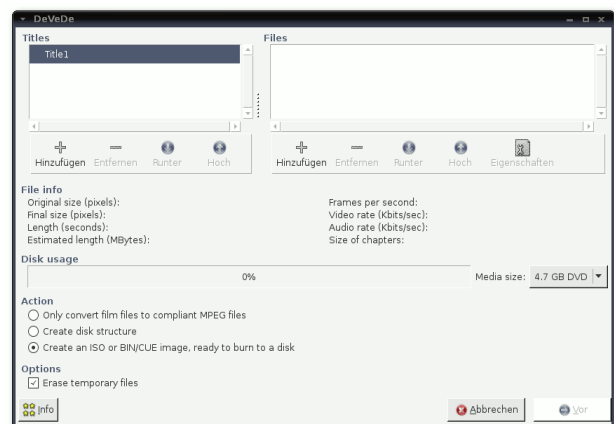 DeVeDe
Titles
Files
Title1
Hinzufügen Entfernen Runter Hoch
Hinzufügen Entfernen Runter Hoch Eigenschaften
File info
Original size (pixels):
Final size (pixels):
Length (seconds):
Estimated length (MBytes):
Frames per second:
Video rate (Kbits/sec):
Audio rate (Kbits/sec):
Size of chapters:
Disk usage
0%
Media size: 4.7 GB DVD
Action
Only convert film files to compliant MPEG files
Create disk structure
Create an ISO or BIN/CUE image, ready to burn to a disk
Options
Erase temporary files
Info
Abbrechen
Vor